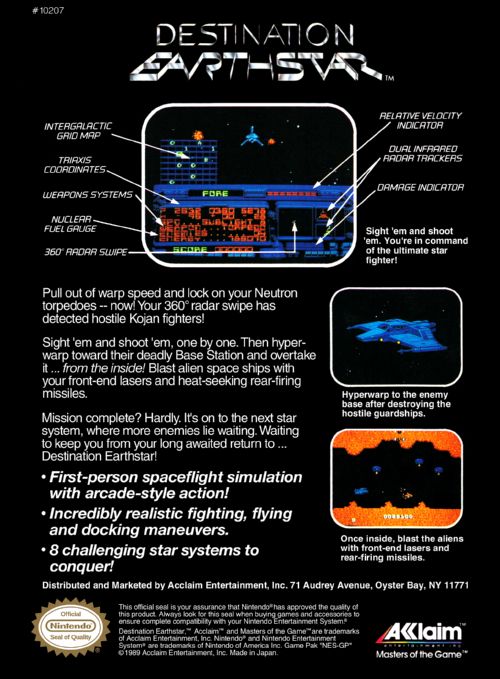 #10207
DESTINATION
EARTHSTAR™
INTERGALACTIC
GRID MAP
TRIAXIS
COORDINATES
WEAPONS SYSTEMS
NUCLEAR
FUEL GAUGE
360° RADAR SWIPE
FORE
SCORE
RELATIVE VELOCITY
INDICATOR
DUAL INFRARED
RADAR TRACKERS
DAMAGE INDICATOR
Sight 'em and shoot
'em. You're in command
of the ultimate star
fighter!
Pull out of warp speed and lock on your Neutron
torpedoes -- now! Your 360° radar swipe has
detected hostile Kojan fighters!
Sight 'em and shoot 'em, one by one. Then hyper-
warp toward their deadly Base Station and overtake
it ... from the inside! Blast alien space ships with
your front-end lasers and heat-seeking rear-firing
missiles.
Mission complete? Hardly. It's on to the next star
system, where more enemies lie waiting. Waiting
to keep you from your long awaited return to ...
Destination Earthstar!
• First-person spaceflight simulation
with arcade-style action!
• Incredibly realistic fighting, flying
and docking maneuvers.
• 8 challenging star systems to
conquer!
Hyperwarp to the enemy
base after destroying the
hostile guardships.
Once inside, blast the aliens
with front-end lasers and
rear-firing missiles.
Distributed and Marketed by Acclaim Entertainment, Inc. 71 Audrey Avenue, Oyster Bay, NY 11771
Official
Nintendo®
Seal of Quality
This official seal is your assurance that Nintendo® has approved the quality of
this product. Always look for this seal when buying games and accessories to
ensure complete compatibility with your Nintendo Entertainment System.®
Destination Earthstar,™ Acclaim™ and Masters of the Game™ are trademarks
of Acclaim Entertainment, Inc. Nintendo® and Nintendo Entertainment
System® are trademarks of Nintendo of America Inc. Game Pak "NES-GP"
©1989 Acclaim Entertainment, Inc. Made in Japan.
Acclaim™
entertainment inc.
Masters of the Game™